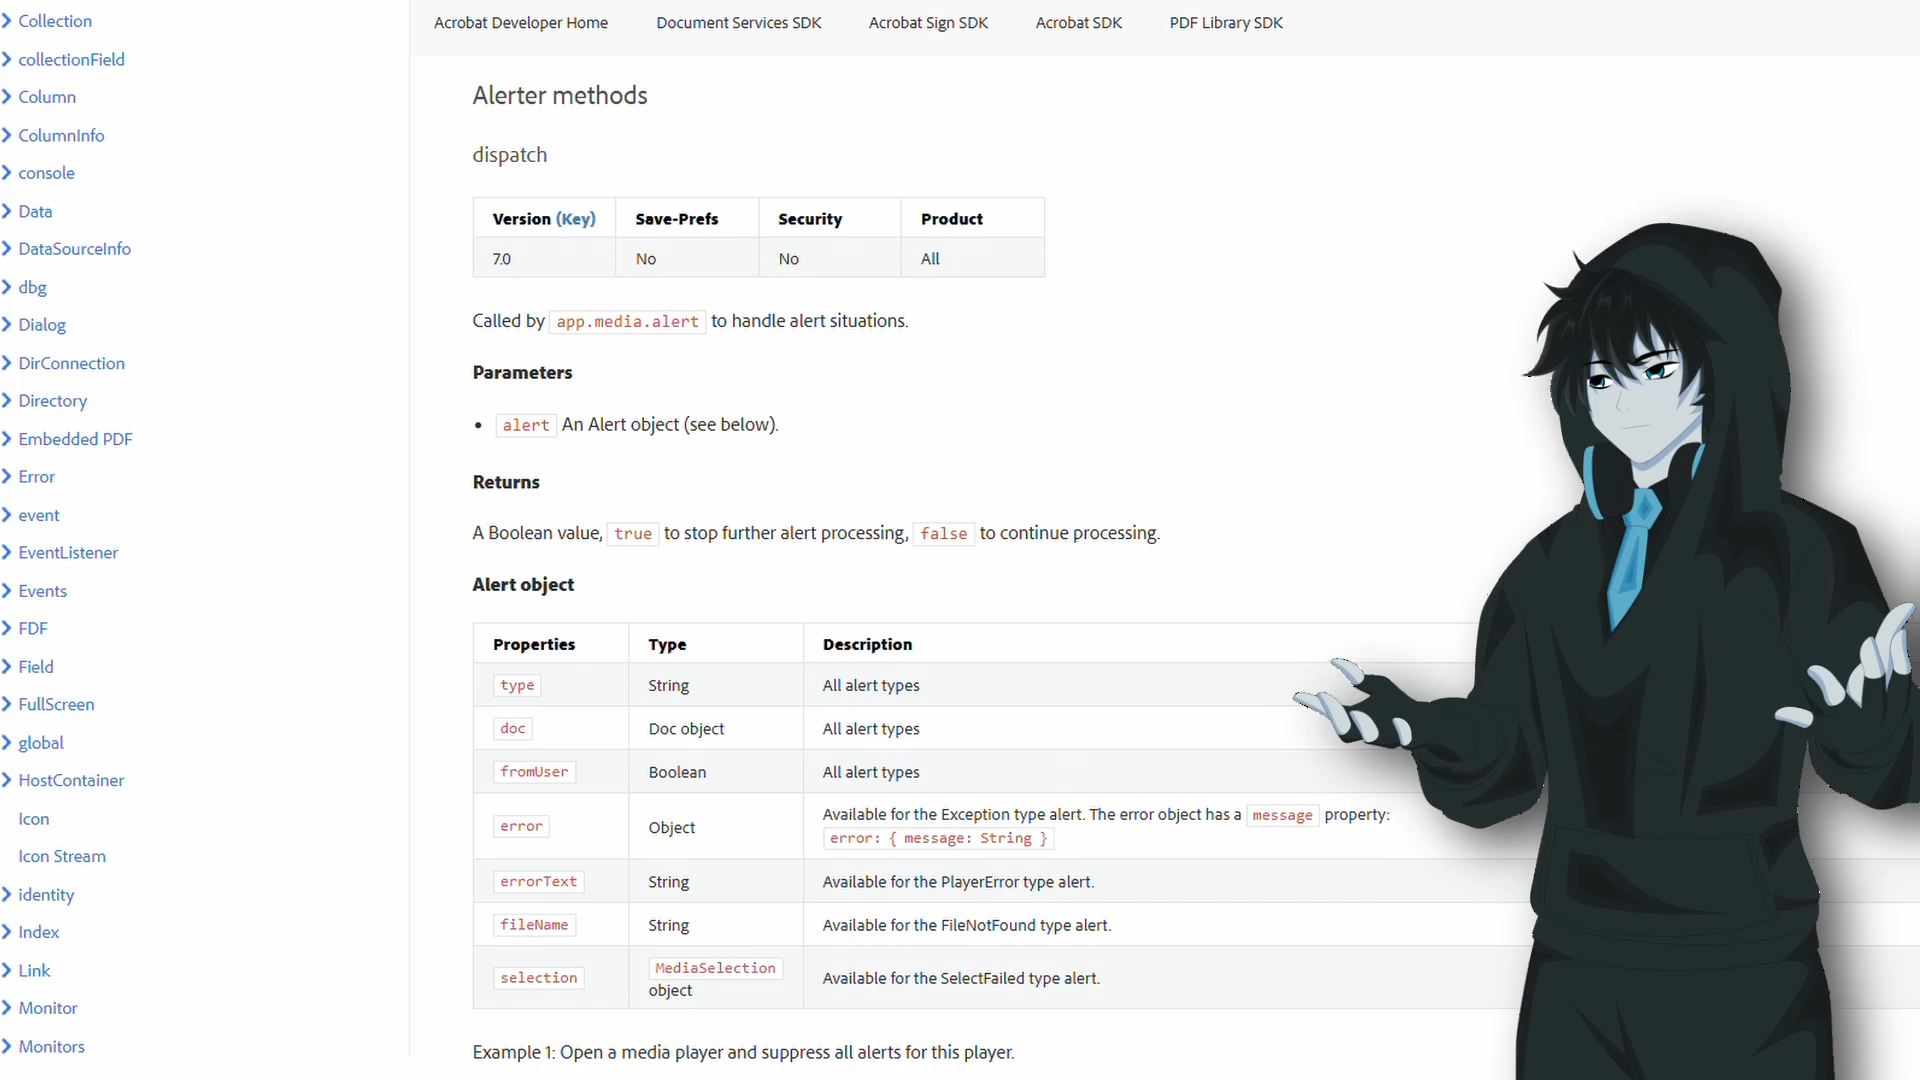 Collection
collectionField
Column
ColumnInfo
console
Data
DataSourceInfo
dbg
Dialog
DirConnection
Directory
Embedded PDF
Error
event
EventListener
Events
FDF
Field
FullScreen
global
HostContainer
Icon
Icon Stream
identity
Index
Link
Monitor
Monitors
Acrobat Developer Home Document Services SDK Acrobat Sign SDK Acrobat SDK PDF Library SDK
Alerter methods
dispatch
Version (Key) Save-Prefs Security Product
7.0 No No All
Called by app.media.alert to handle alert situations.
Parameters
• alert An Alert object (see below).
Returns
A Boolean value, true to stop further alert processing, false to continue processing.
Alert object
Properties Type Description
type String All alert types
doc Doc object All alert types
fromUser Boolean All alert types
error Object Available for the Exception type alert. The error object has a message property:
error: { message: String }
errorText String Available for the PlayerError type alert.
fileName String Available for the FileNotFound type alert.
selection MediaSelection object Available for the SelectFailed type alert.
Example 1: Open a media player and suppress all alerts for this player.